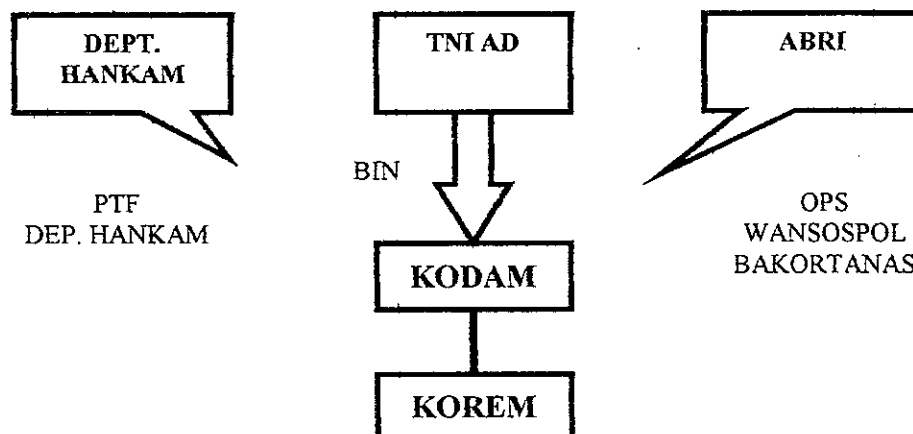 DEPT.
HANKAM
TNI AD
ABRI
BIN
PTF
DEP. HANKAM
OPS
WANSOSPOL
BAKORTANAS
KODAM
KOREM